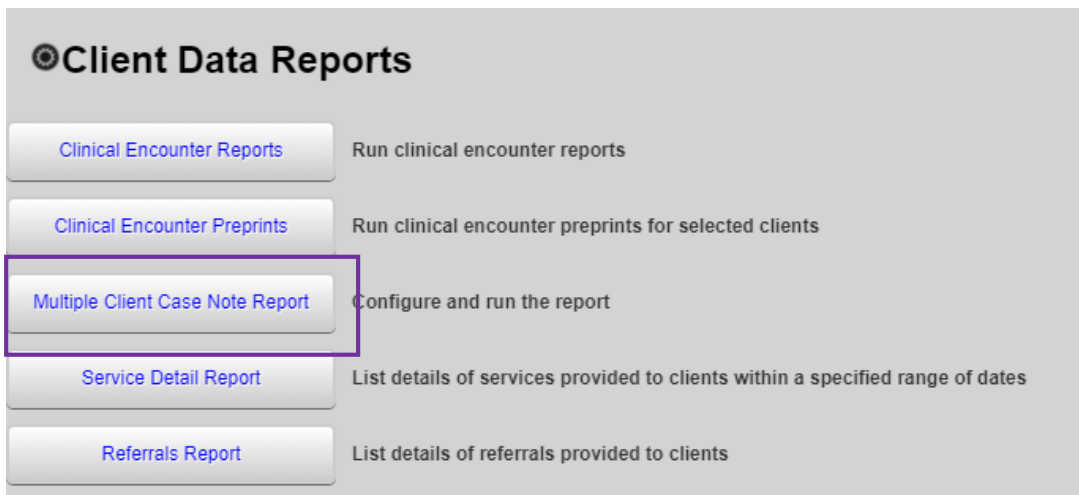 Client Data Reports
Clinical Encounter Reports Run clinical encounter reports
Clinical Encounter Preprints Run clinical encounter preprints for selected clients
Multiple Client Case Note Report Configure and run the report
Service Detail Report List details of services provided to clients within a specified range of dates
Referrals Report List details of referrals provided to clients